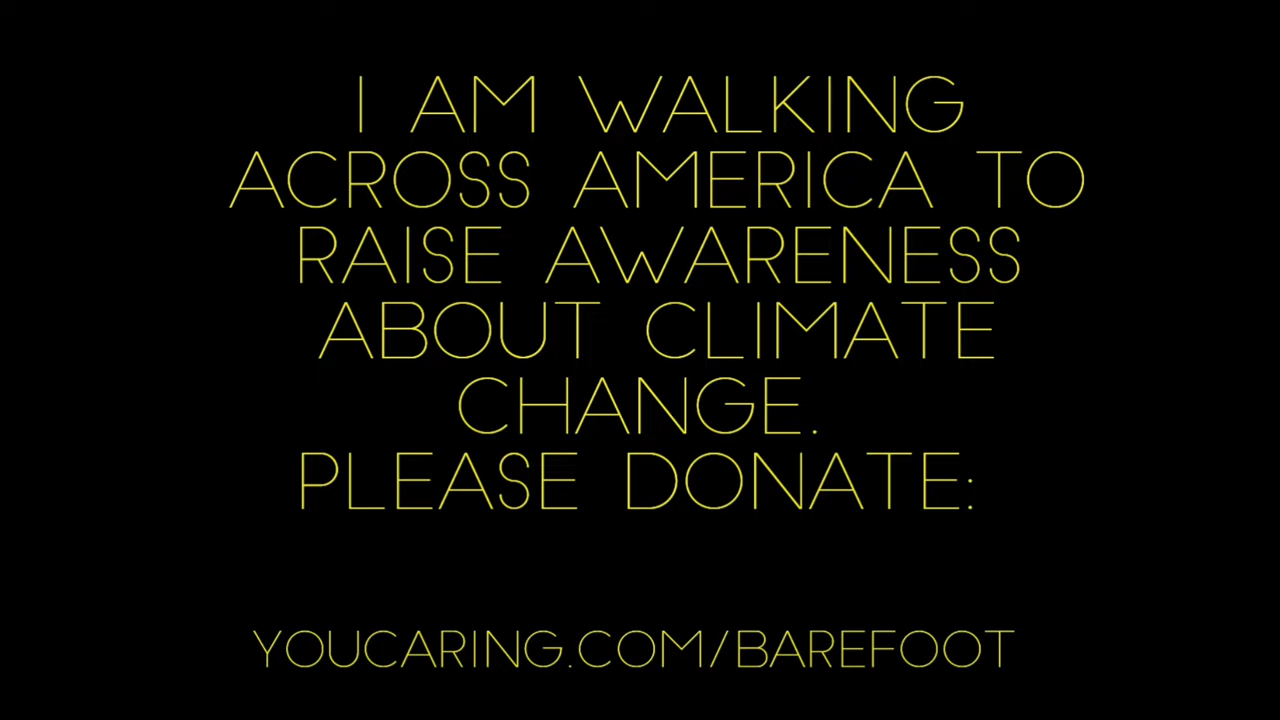 I AM WALKING
ACROSS AMERICA TO
RAISE AWARENESS
ABOUT CLIMATE
CHANGE.
PLEASE DONATE:
YOUCARING.COM/BAREFOOT